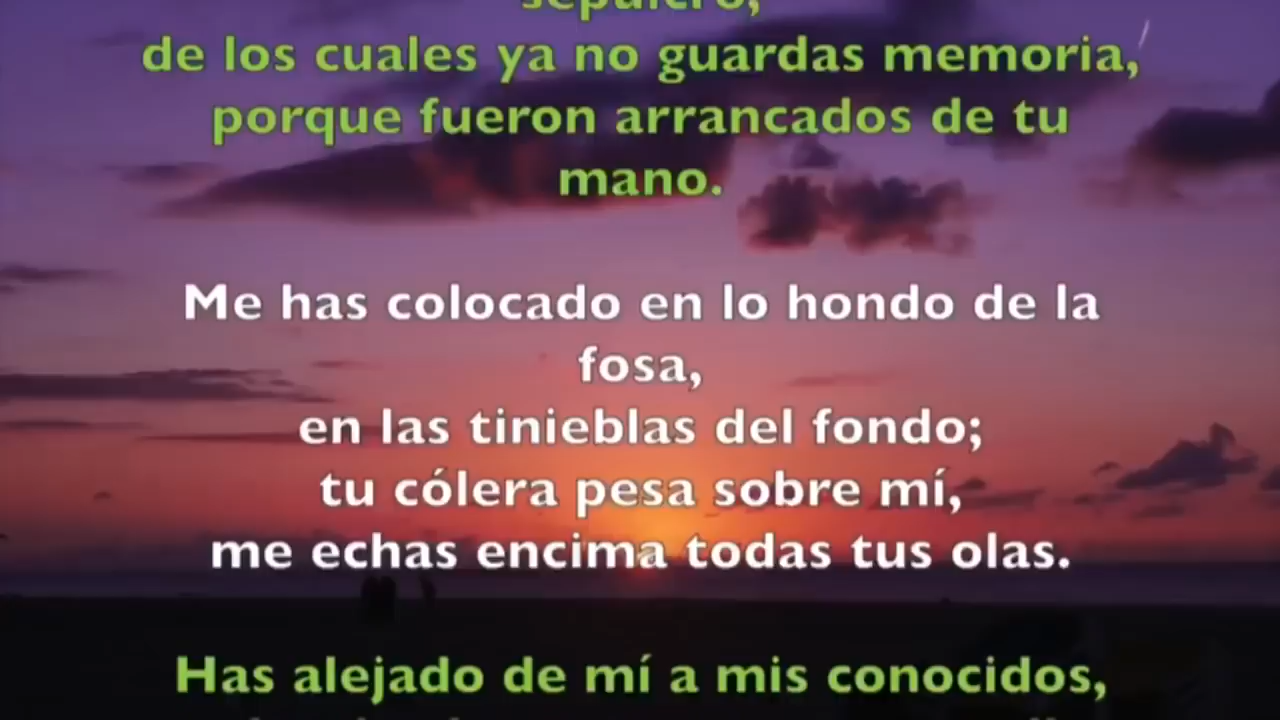 sepulcro,
de los cuales ya no guardas memoria,
porque fueron arrancados de tu
mano.
Me has colocado en lo hondo de la
fosa,
en las tinieblas del fondo;
tu cólera pesa sobre mí,
me echas encima todas tus olas.
Has alejado de mí a mis conocidos,